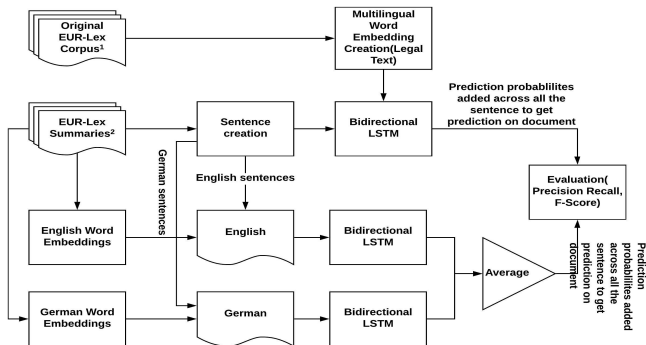 Original
EUR-Lex
Corpus1
Multilingual
Word
Embedding
Creation(Legal
Text)
Prediction probablilites
added across all the
sentence to get
prediction on document
EUR-Lex
Summaries2
Sentence
creation
Bidirectional
LSTM
German sentences
English sentences
Evaluation(
Precision Recall,
F-Score)
English Word
Embeddings
English
Bidirectional
LSTM
Average
Prediction
probablilites added
across all the
sentence to get
prediction on
document
German Word
Embeddings
German
Bidirectional
LSTM